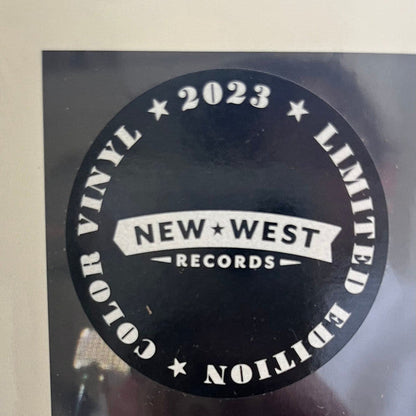 ★ 2023 ★ LIMITED EDITION ★ COLOR VINYL
NEW ★ WEST
RECORDS